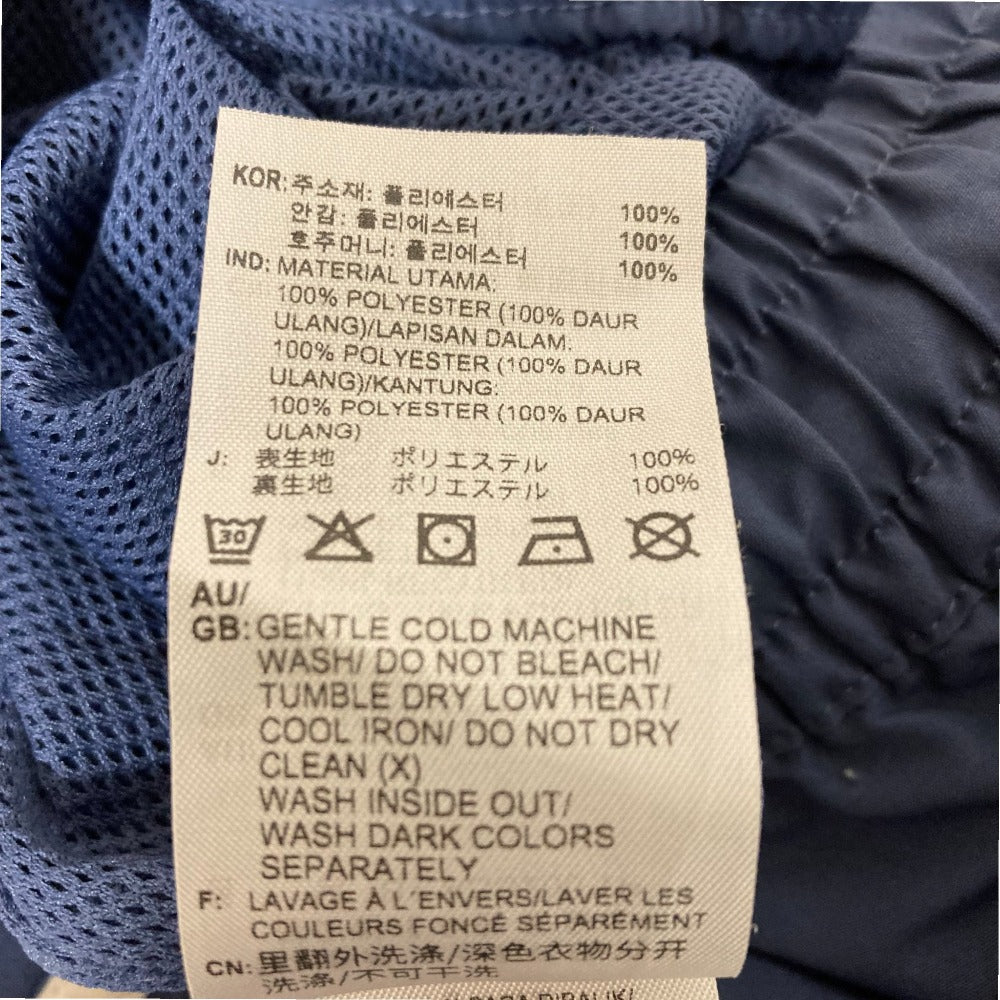 KOR: 주소재: 폴리에스터 100%
안감: 폴리에스터 100%
호주머니: 폴리에스터 100%
IND: MATERIAL UTAMA:
100% POLYESTER (100% DAUR
ULANG)/LAPISAN DALAM:
100% POLYESTER (100% DAUR
ULANG)/KANTUNG:
100% POLYESTER (100% DAUR
ULANG)
J: 表生地 ポリエステル 100%
裏生地 ポリエステル 100%
30
AU/
GB: GENTLE COLD MACHINE
WASH/ DO NOT BLEACH/
TUMBLE DRY LOW HEAT/
COOL IRON/ DO NOT DRY
CLEAN (X)
WASH INSIDE OUT/
WASH DARK COLORS
SEPARATELY
F: LAVAGE À L'ENVERS/LAVER LES
COULEURS FONCÉ SÉPARÉMENT
CN: 里翻外洗涤/深色衣物分开
洗涤/不可干洗